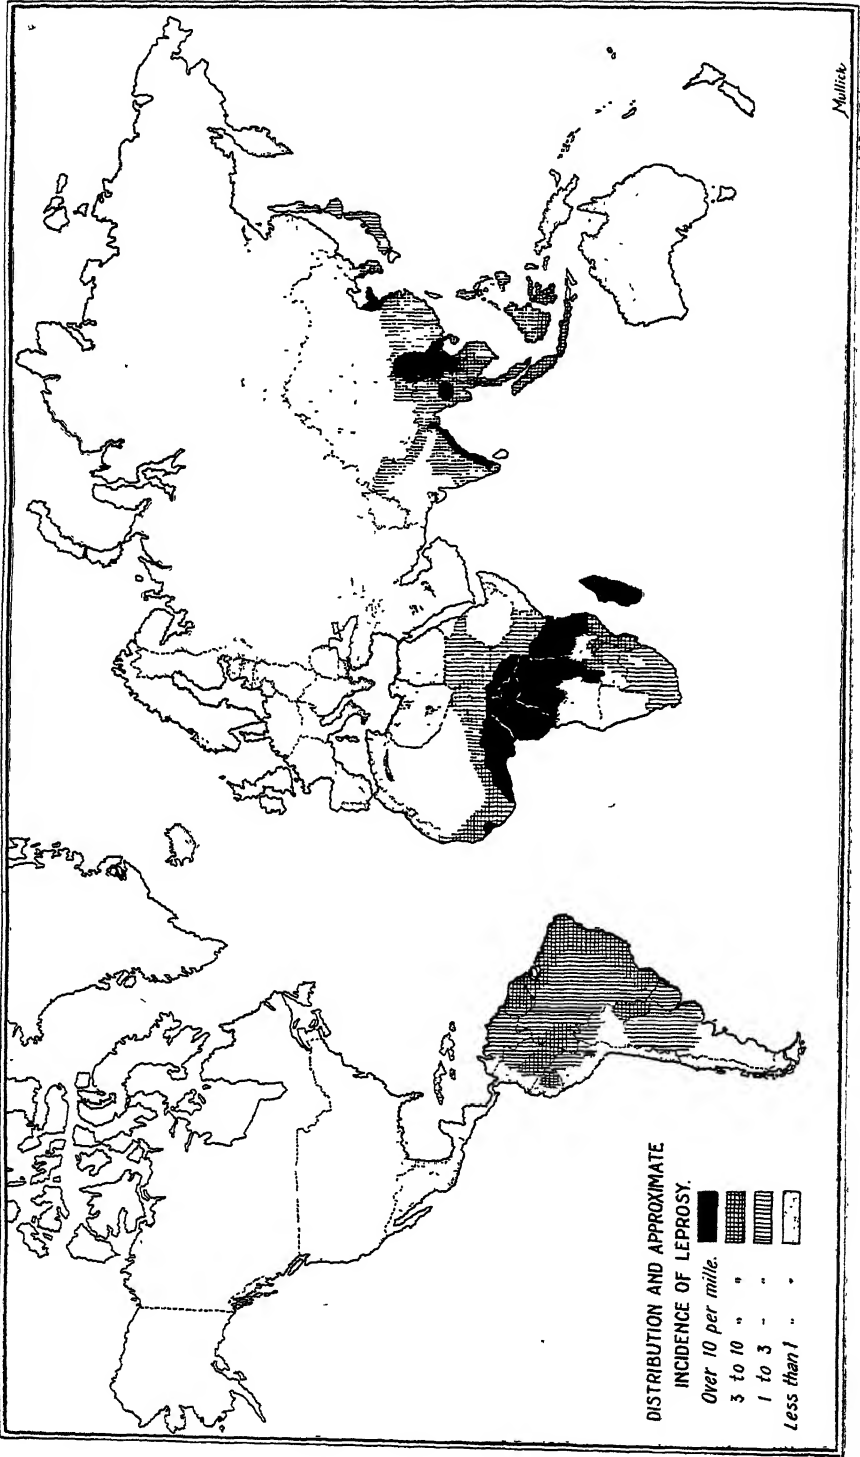 DISTRIBUTION AND APPROXIMATE
INCIDENCE OF LEPROSY.
Over 10 per mille.
3 to 10 " "
1 to 3 - "
Less than 1 " "
Mullick